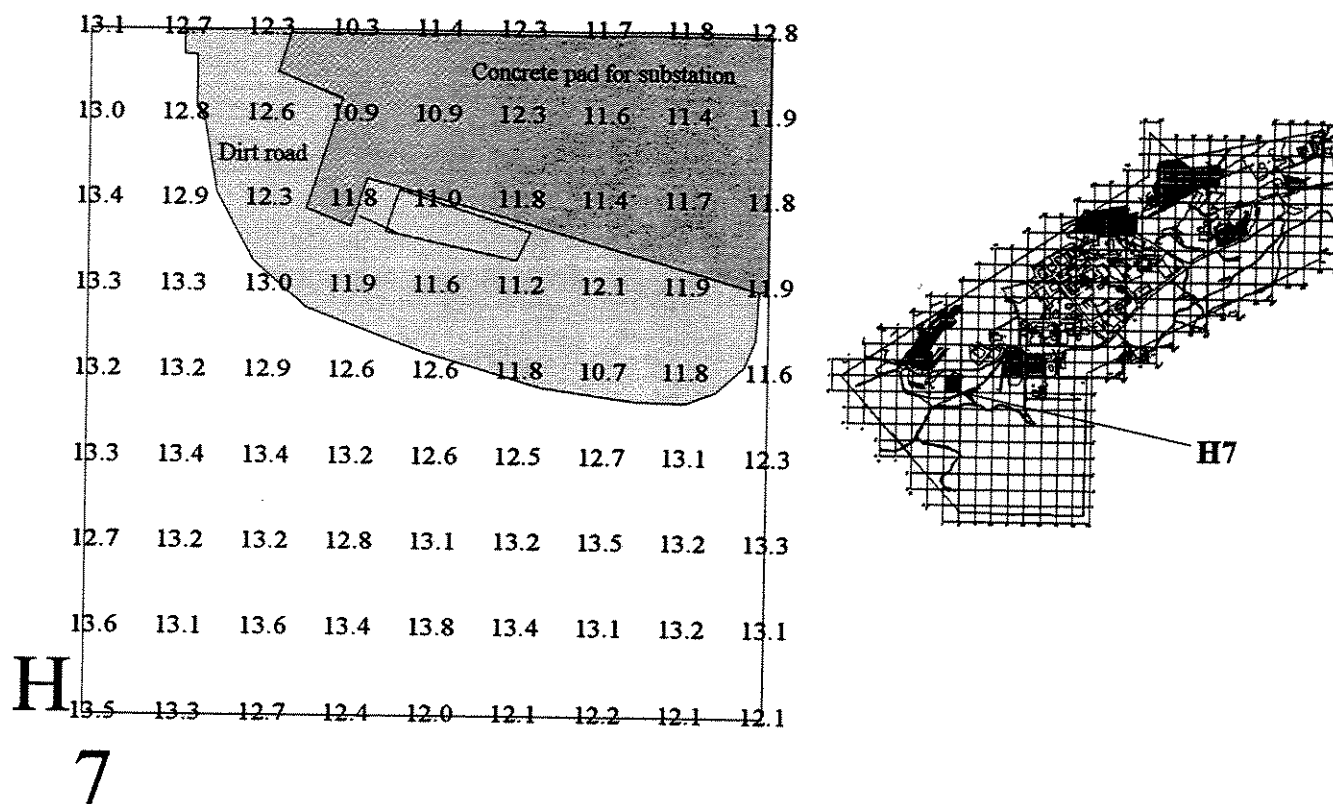 13.1 12.7 12.3 10.3 11.4 12.3 11.7 11.8 12.8
Concrete pad for substation
13.0 12.8 12.6 10.9 10.9 12.3 11.6 11.4 11.9
Dirt road
13.4 12.9 12.3 11.8 11.0 11.8 11.4 11.7 11.8
13.3 13.3 13.0 11.9 11.6 11.2 12.1 11.9 11.9
13.2 13.2 12.9 12.6 12.6 11.8 10.7 11.8 11.6
13.3 13.4 13.4 13.2 12.6 12.5 12.7 13.1 12.3
H7
12.7 13.2 13.2 12.8 13.1 13.2 13.5 13.2 13.3
13.6 13.1 13.6 13.4 13.8 13.4 13.1 13.2 13.1
H
13.5 13.3 12.7 12.4 12.0 12.1 12.2 12.1 12.1
7